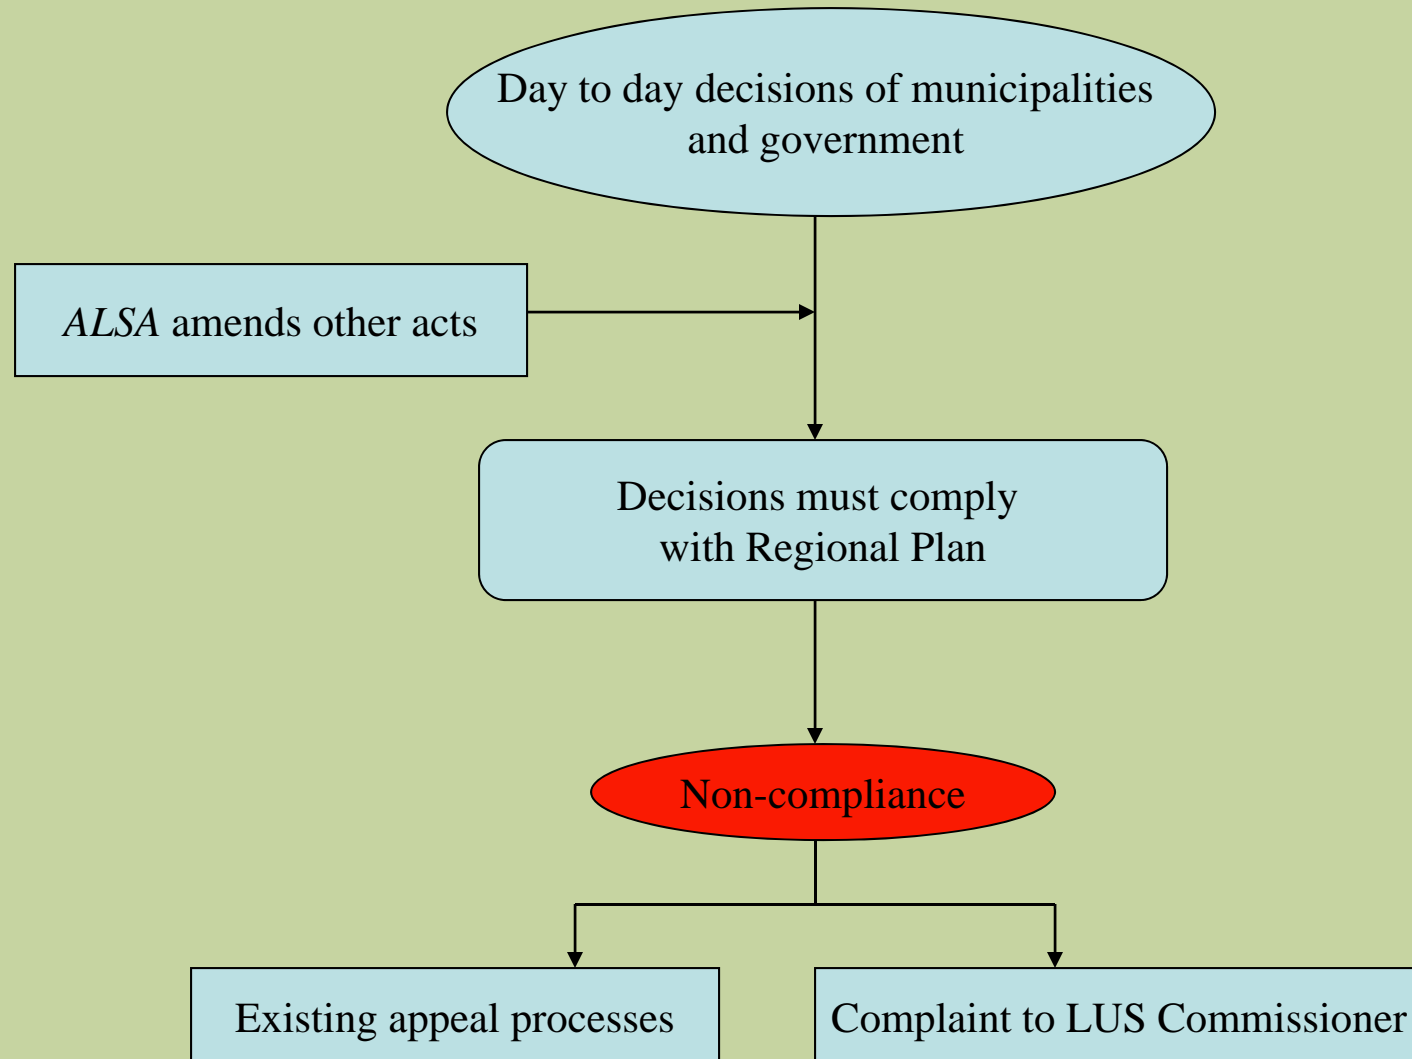 Day to day decisions of municipalities
and government
ALSA amends other acts
Decisions must comply
with Regional Plan
Non-compliance
Existing appeal processes
Complaint to LUS Commissioner